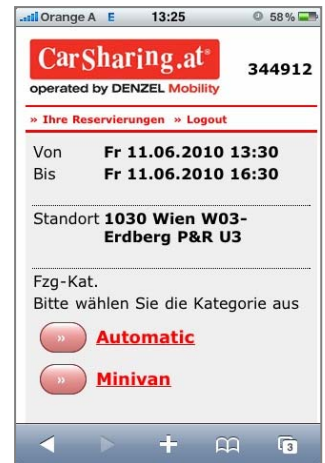 Orange A E 13:25 58%
CarSharing.at®
operated by DENZEL Mobility
344912
» Ihre Reservierungen » Logout
Von Fr 11.06.2010 13:30
Bis Fr 11.06.2010 16:30
Standort 1030 Wien W03-
Erdberg P&R U3
Fzg-Kat.
Bitte wählen Sie die Kategorie aus
» Automatic
» Minivan
3